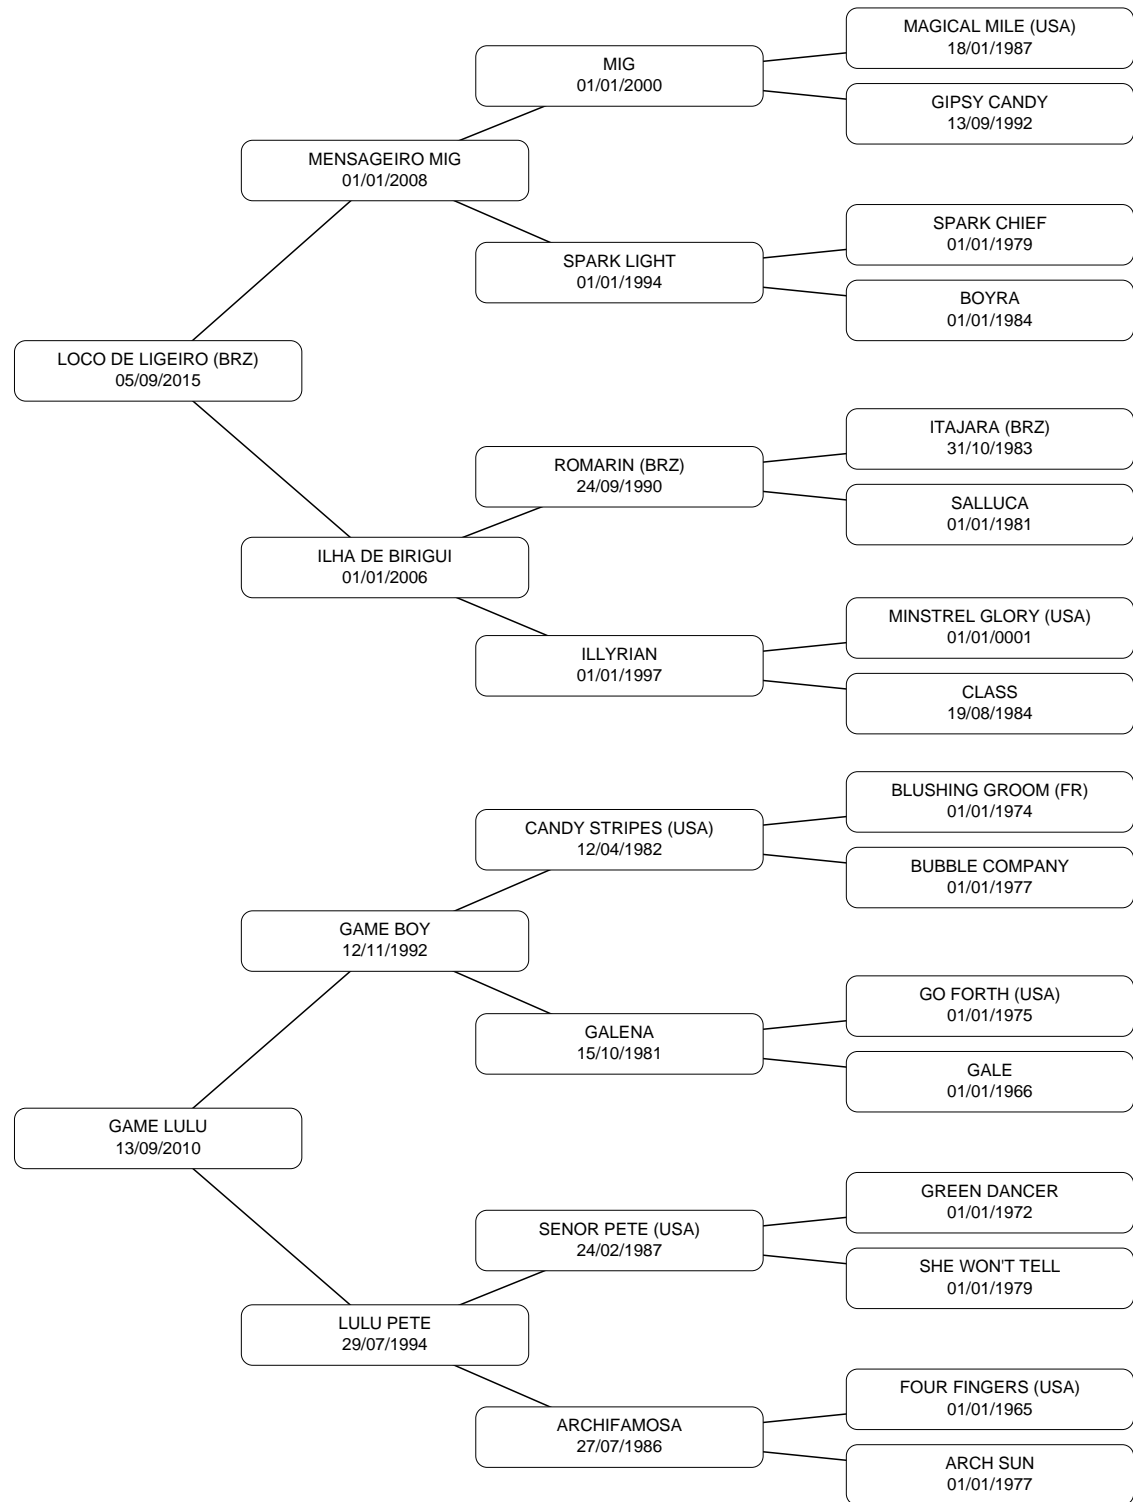 MAGICAL MILE (USA)
18/01/1987
MIG
01/01/2000
GIPSY CANDY
13/09/1992
MENSAGEIRO MIG
01/01/2008
SPARK CHIEF
01/01/1979
SPARK LIGHT
01/01/1994
BOYRA
01/01/1984
LOCO DE LIGEIRO (BRZ)
05/09/2015
ITAJARA (BRZ)
31/10/1983
ROMARIN (BRZ)
24/09/1990
SALLUCA
01/01/1981
ILHA DE BIRIGUI
01/01/2006
MINSTREL GLORY (USA)
01/01/0001
ILLYRIAN
01/01/1997
CLASS
19/08/1984
BLUSHING GROOM (FR)
01/01/1974
CANDY STRIPES (USA)
12/04/1982
BUBBLE COMPANY
01/01/1977
GAME BOY
12/11/1992
GO FORTH (USA)
01/01/1975
GALENA
15/10/1981
GALE
01/01/1966
GAME LULU
13/09/2010
GREEN DANCER
01/01/1972
SENOR PETE (USA)
24/02/1987
SHE WON'T TELL
01/01/1979
LULU PETE
29/07/1994
FOUR FINGERS (USA)
01/01/1965
ARCHIFAMOSA
27/07/1986
ARCH SUN
01/01/1977